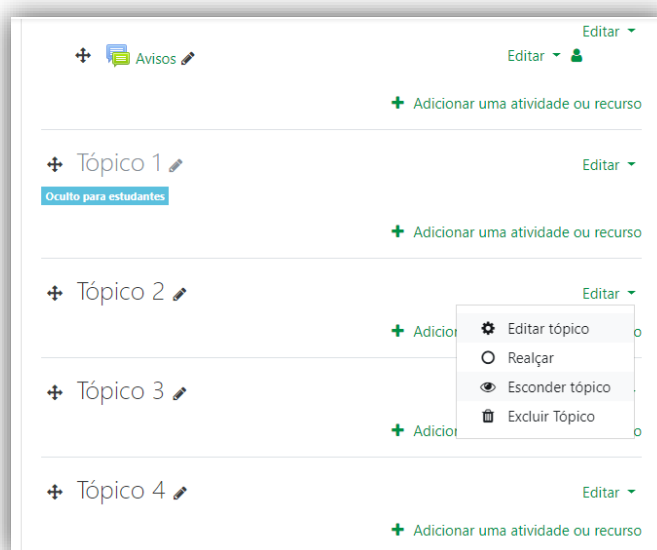 Editar
Avisos
Editar
Adicionar uma atividade ou recurso
Tópico 1
Editar
Oculto para estudantes
Adicionar uma atividade ou recurso
Tópico 2
Editar
Editar tópico
Adicio
o
Realçar
Esconder tópico
Tópico 3
Excluir Tópico
Adicior
o
Tópico 4
Editar
Adicionar uma atividade ou recurso